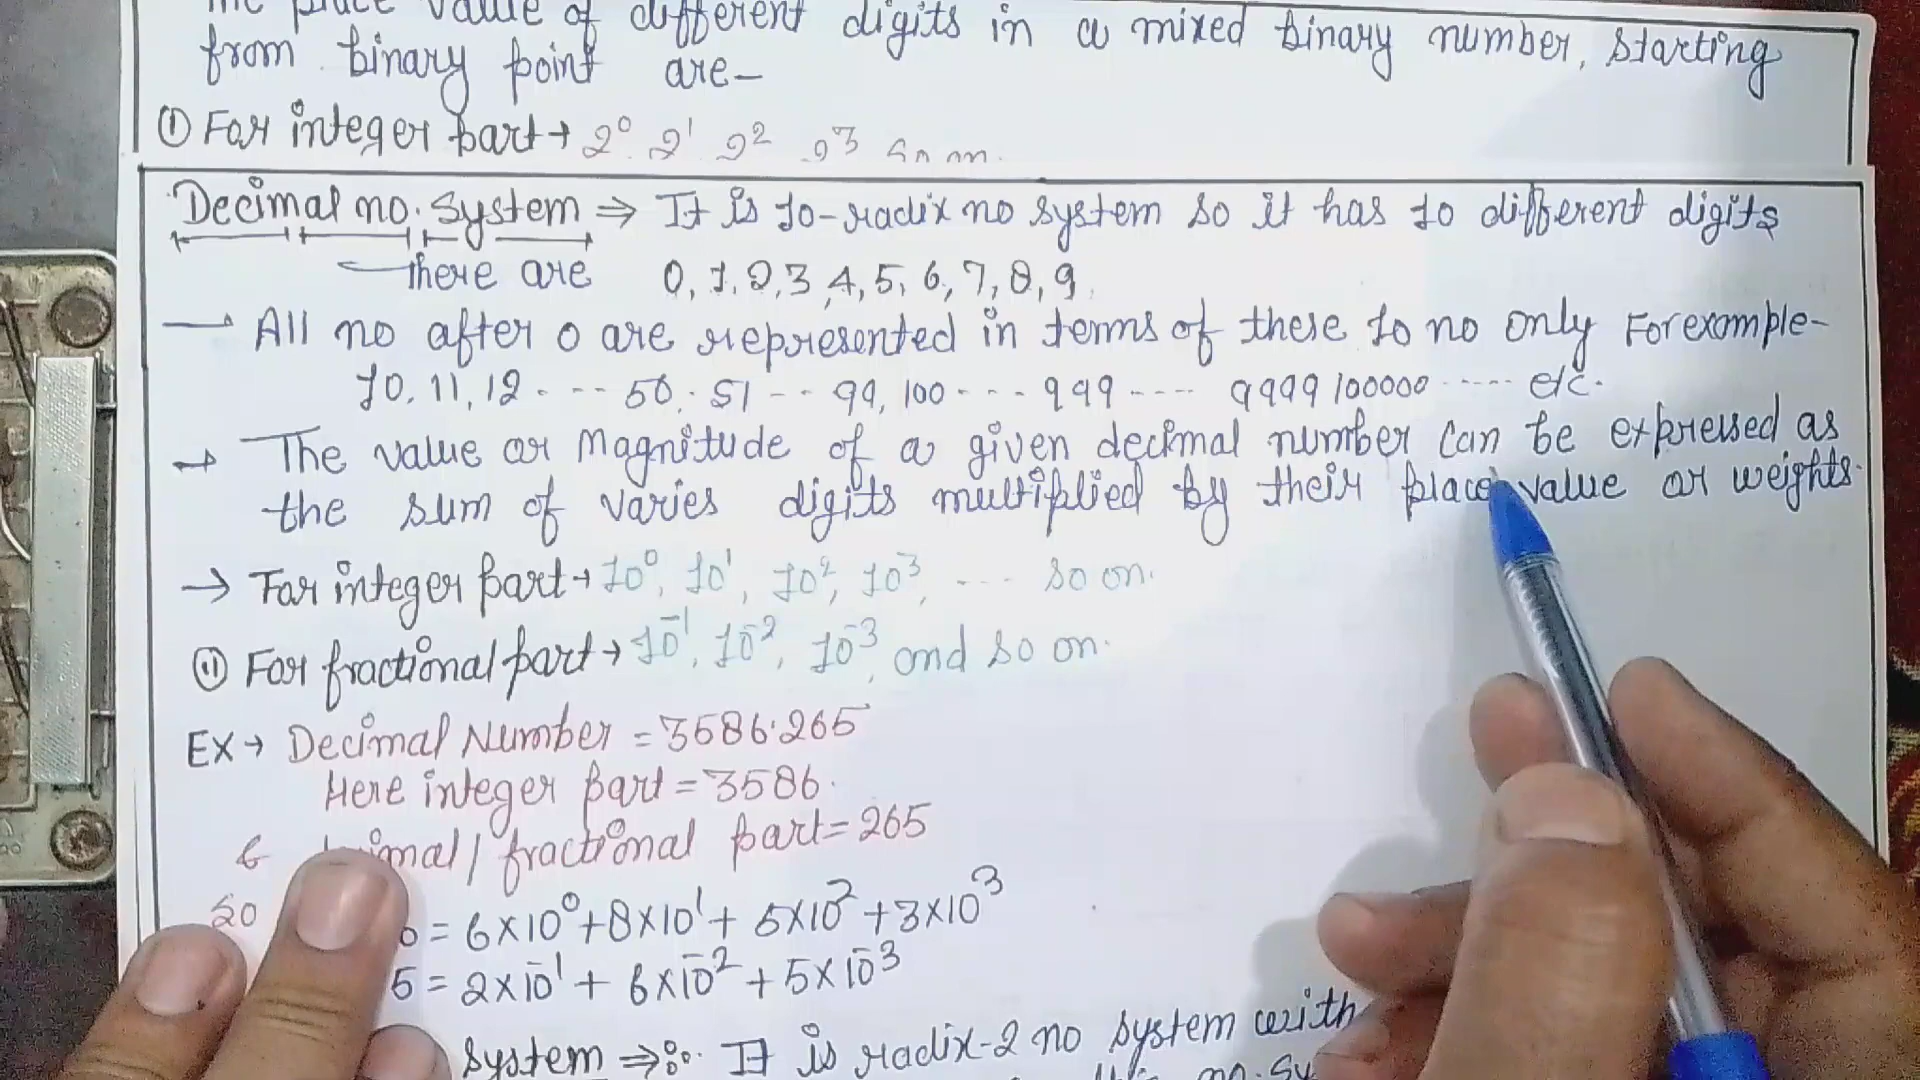 the place value of different digits in a mixed binary number, starting
from binary point are-
① For integer part → 2⁰ 2¹ 2² 2³ so on.
Decimal no. System ⇒ It is 10-radix no system so it has 10 different digits
there are 0, 1, 2, 3, 4, 5, 6, 7, 8, 9
→ All no after 0 are represented in terms of these 10 no only For example-
10, 11, 12 ---- 50, 51 --- 99, 100 --- 999 ---- 9999 100000 ----- etc.
→ The value or Magnitude of a given decimal number can be expressed as
the sum of varies digits multiplied by their place value or weights.
→ For integer part → 10⁰, 10¹, 10², 10³, ---- so on.
⑪ For fractional part → 10⁻¹, 10⁻², 10⁻³, and so on.
EX → Decimal Number = 3586.265
Here integer part = 3586.
imal / fractional part = 265
so
6 = 6×10⁰+8×10¹+ 5×10²+3×10³
5 = 2×10⁻¹ + 6×10⁻² + 5×10⁻³
System ⇒ It is radix-2 no system with
no. Sy